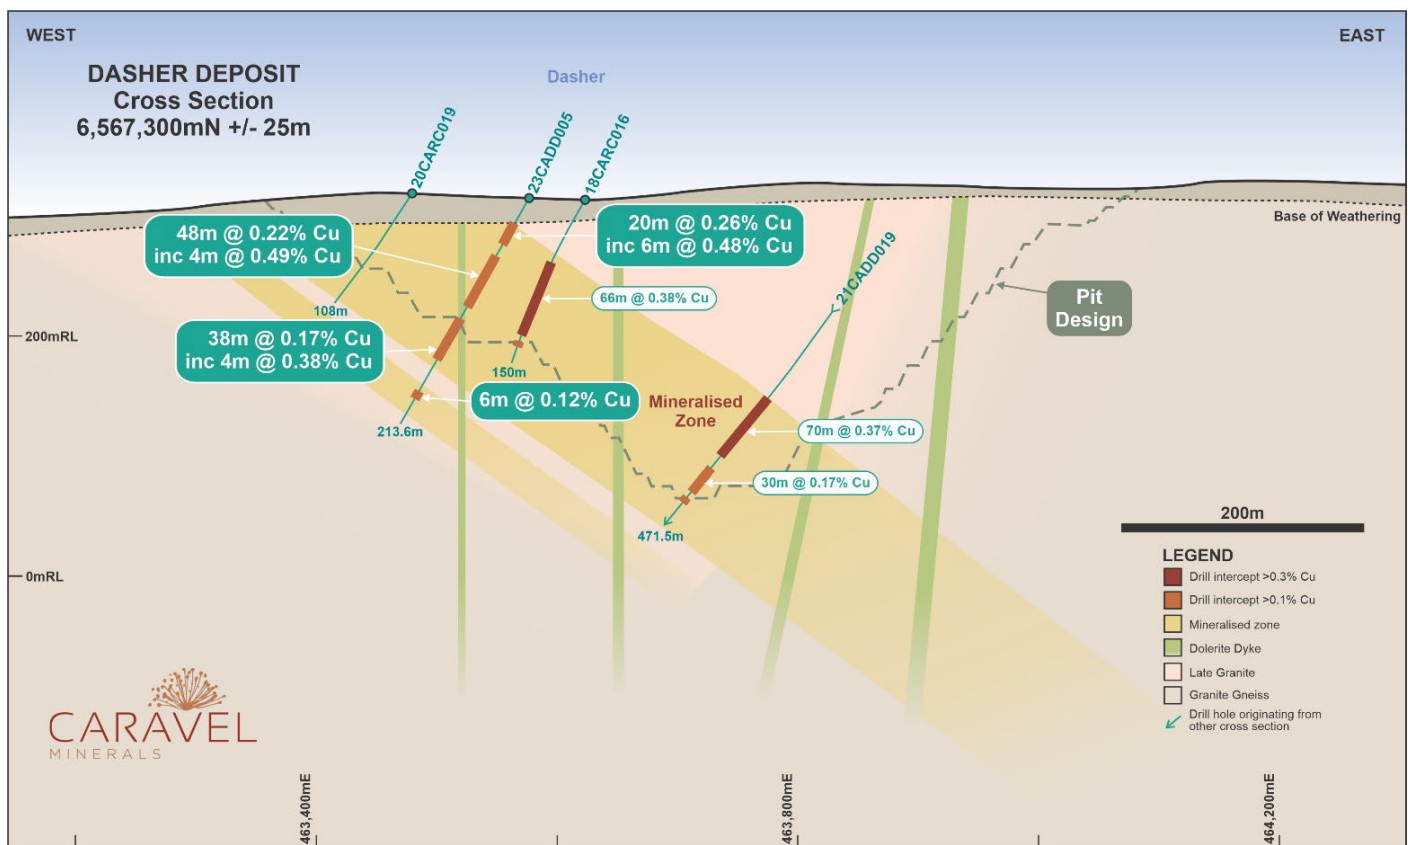 WEST
EAST
DASHER DEPOSIT
Cross Section
6,567,300mN +/- 25m
Dasher
20CARC019
23CADD005
18CARC016
Base of Weathering
48m @ 0.22% Cu
inc 4m @ 0.49% Cu
20m @ 0.26% Cu
inc 6m @ 0.48% Cu
21CADD019
66m @ 0.38% Cu
108m
Pit
Design
200mRL
38m @ 0.17% Cu
inc 4m @ 0.38% Cu
150m
6m @ 0.12% Cu
Mineralised
Zone
213.6m
70m @ 0.37% Cu
30m @ 0.17% Cu
471.5m
200m
0mRL
LEGEND
Drill intercept >0.3% Cu
Drill intercept >0.1% Cu
Mineralised zone
Dolerite Dyke
Late Granite
Granite Gneiss
Drill hole originating from
other cross section
CARAVEL
MINERALS
463,400mE
463,800mE
464,200mE